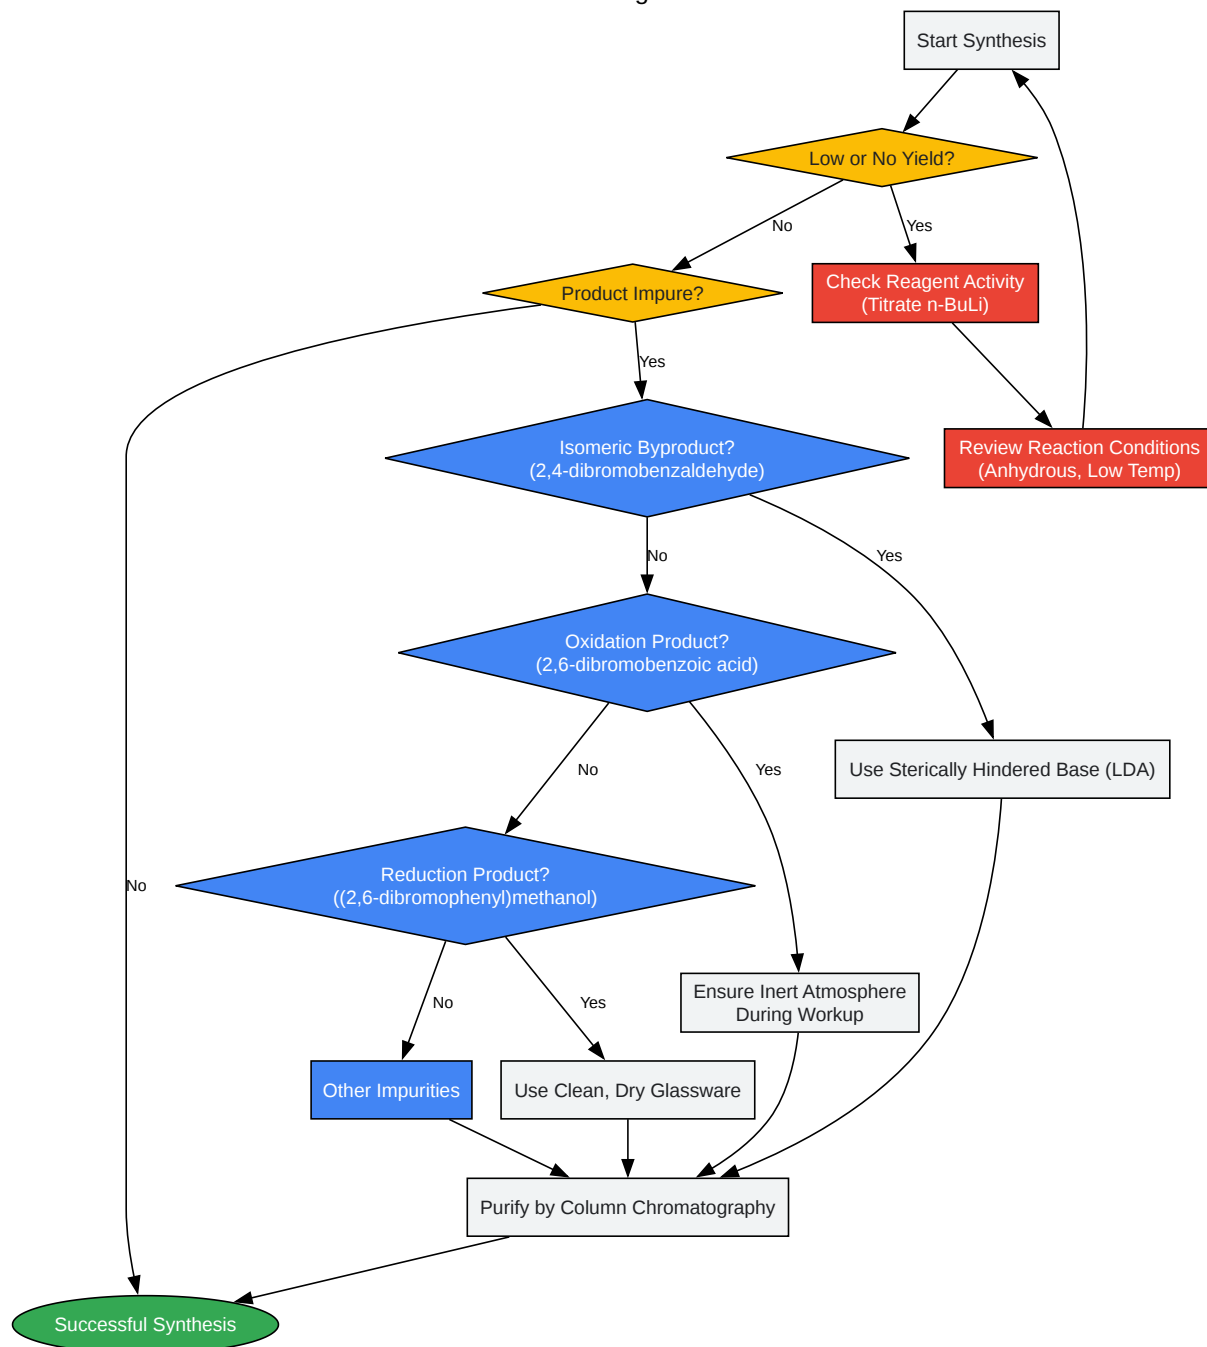 Start Synthesis
Low or No Yield?
No
Yes
Product Impure?
Check Reagent Activity
(Titrate n-BuLi)
Yes
Isomeric Byproduct?
(2,4-dibromobenzaldehyde)
Review Reaction Conditions
(Anhydrous, Low Temp)
No
Yes
Oxidation Product?
(2,6-dibromobenzoic acid)
No
Yes
Use Sterically Hindered Base (LDA)
No
Reduction Product?
((2,6-dibromophenyl)methanol)
No
Yes
Ensure Inert Atmosphere
During Workup
Other Impurities
Use Clean, Dry Glassware
Purify by Column Chromatography
Successful Synthesis